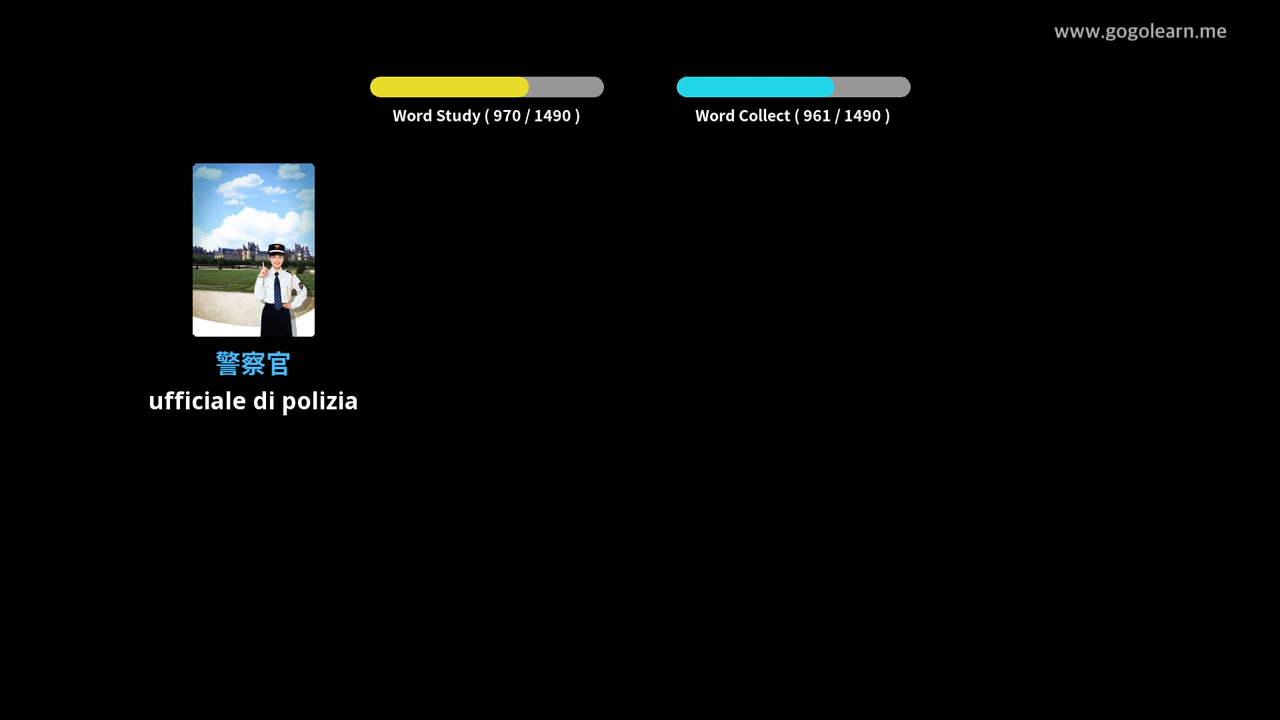 www.gogolearn.me
Word Study ( 970 / 1490 )
Word Collect ( 961 / 1490 )
警察官
ufficiale di polizia